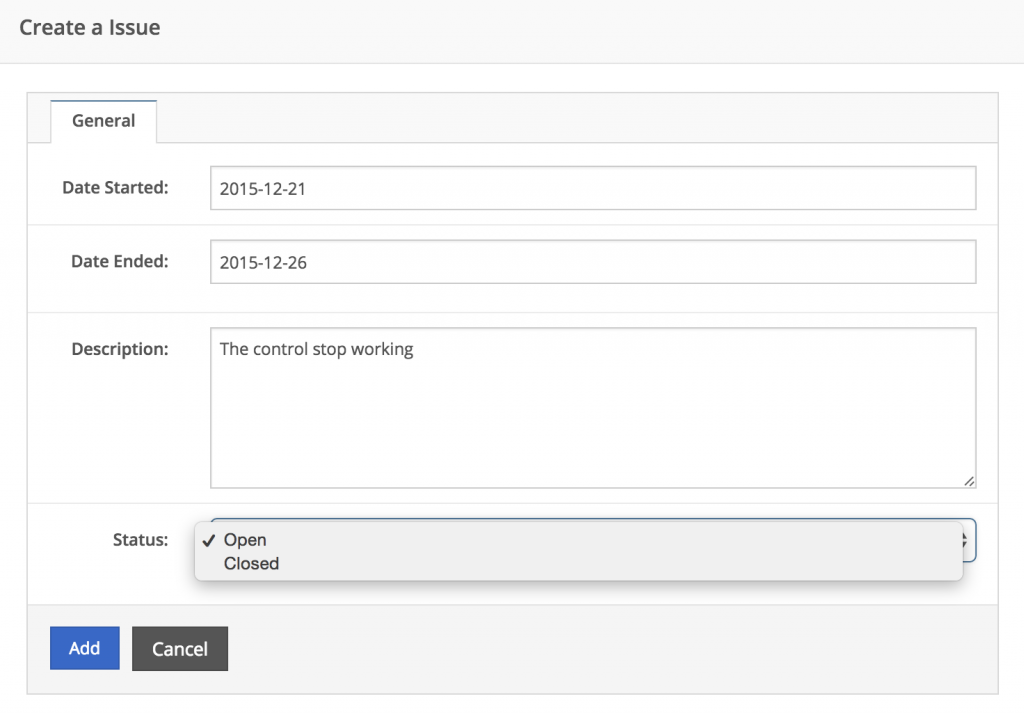 Create a Issue
General
Date Started: 2015-12-21
Date Ended: 2015-12-26
Description: The control stop working
Status: ✓ Open
Closed
Add Cancel